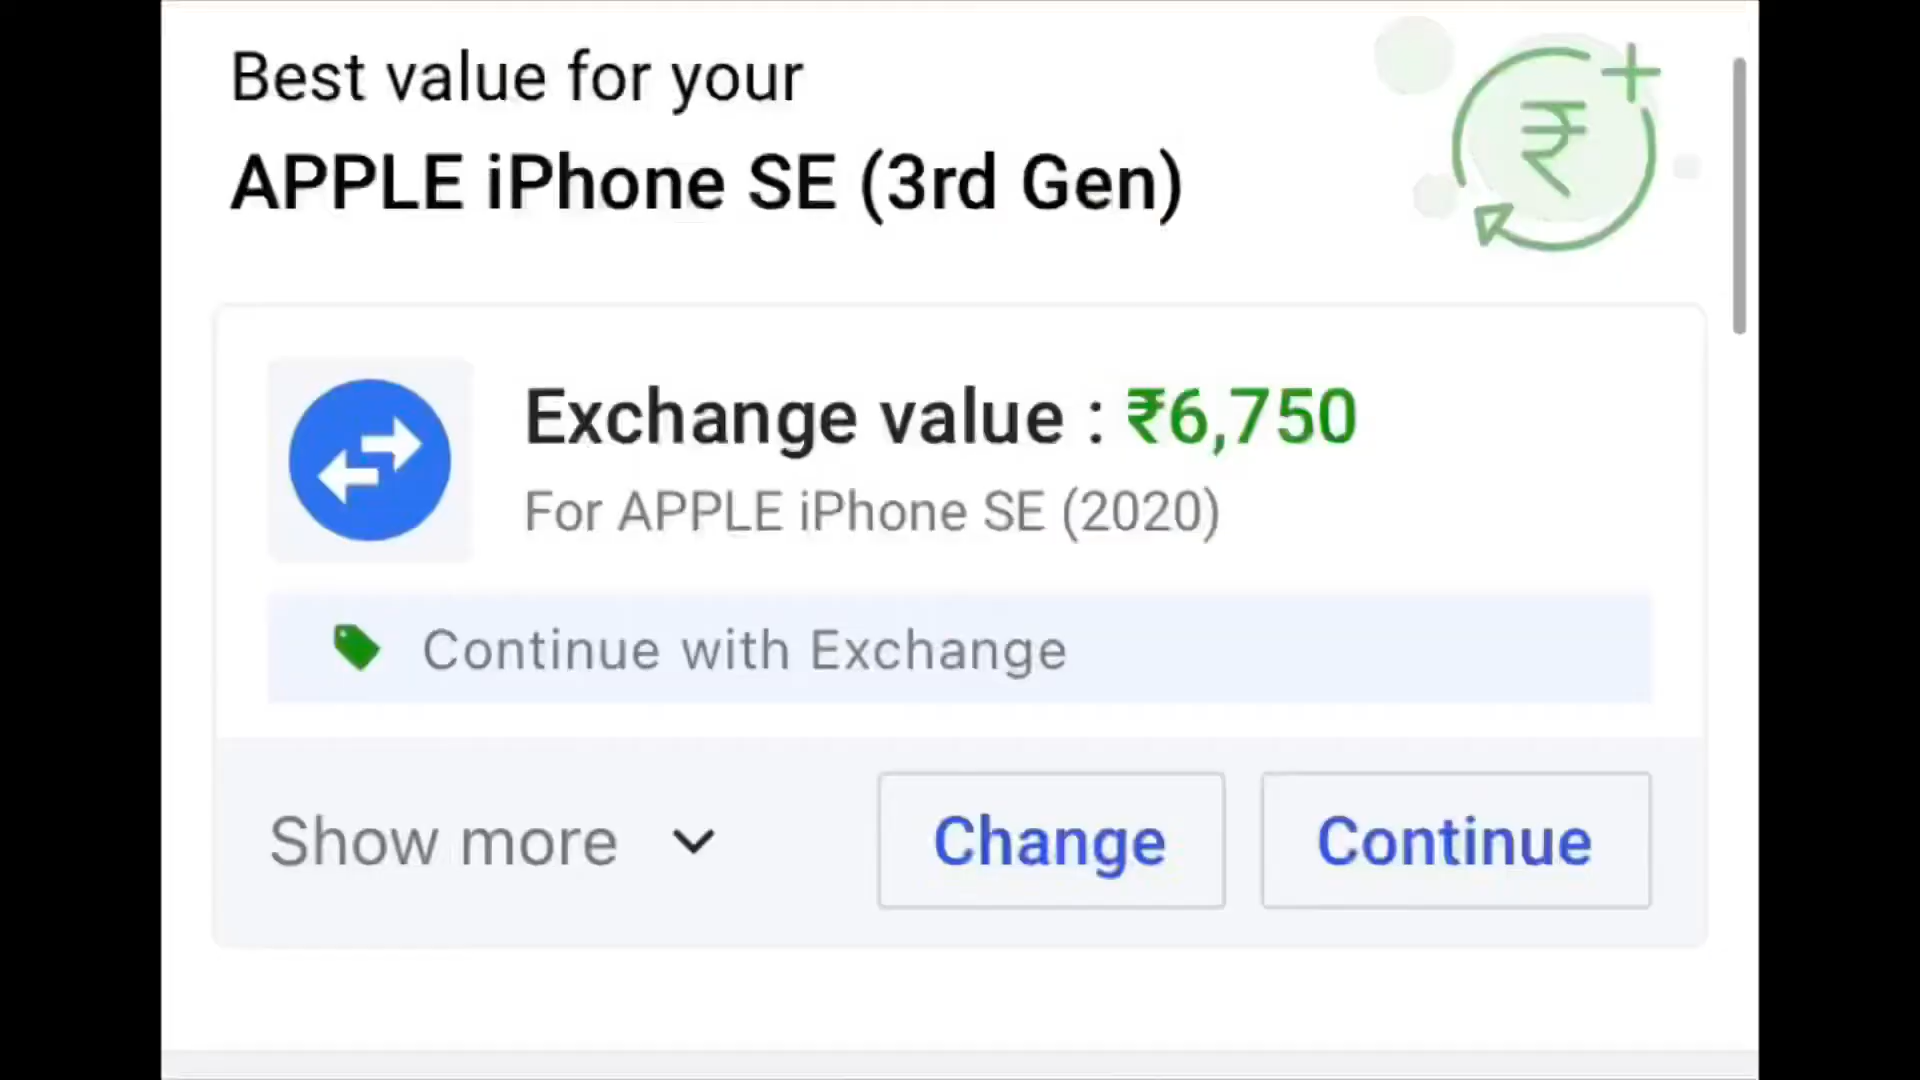 Best value for your
APPLE iPhone SE (3rd Gen)
₹
Exchange value : ₹6,750
For APPLE iPhone SE (2020)
Continue with Exchange
Show more
Change
Continue